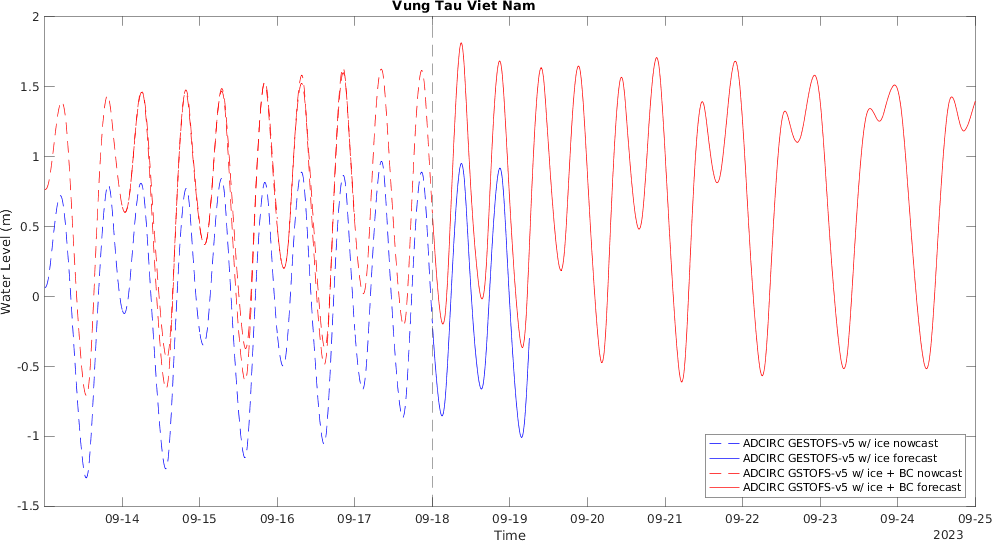 Vung Tau Viet Nam
2
1.5
1
0.5
0
-0.5
-1
-1.5
Water Level (m)
ADCIRC GESTOFS-v5 w/ ice nowcast
ADCIRC GESTOFS-v5 w/ ice forecast
ADCIRC GSTOFS-v5 w/ ice + BC nowcast
ADCIRC GSTOFS-v5 w/ ice + BC forecast
09-14 09-15 09-16 09-17 09-18 09-19 09-20 09-21 09-22 09-23 09-24 09-25
Time
2023